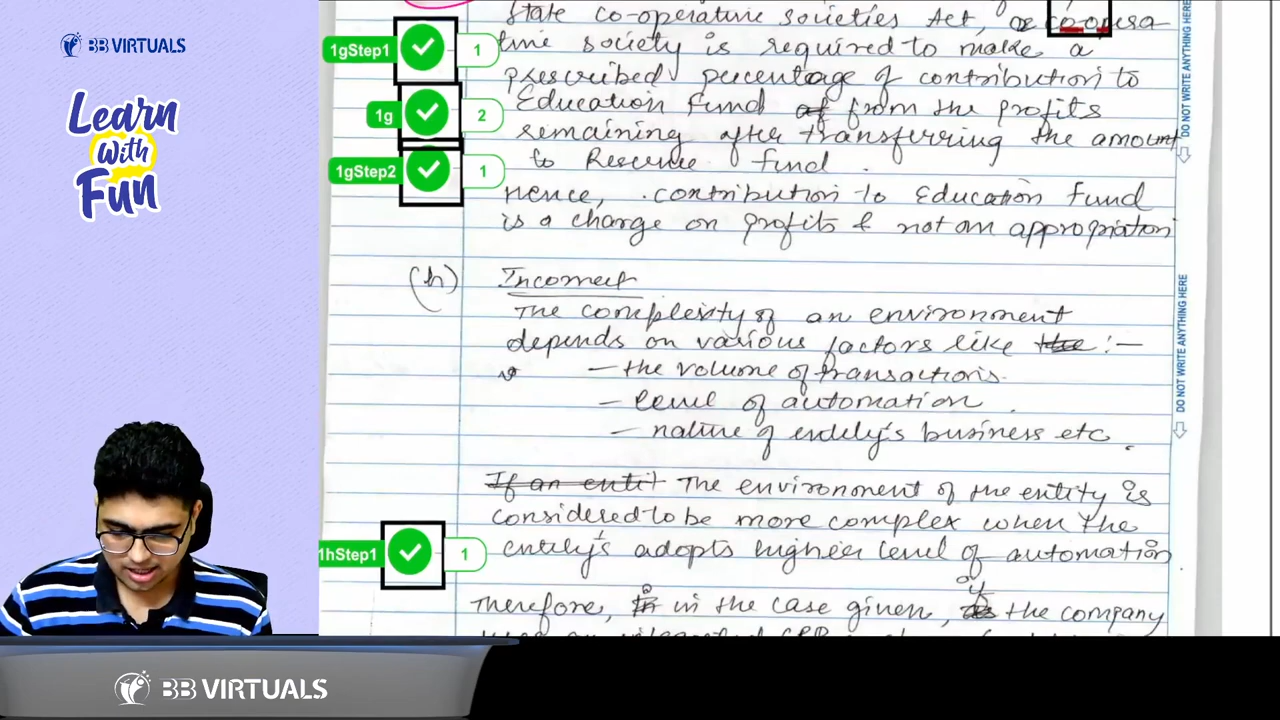 BB VIRTUALS
Learn
With
Fun
State co-operative societies Act,
tive society is required to make a
prescribed percentage of contribution to
Education Fund of from the profits
remaining after transferring the amount
to Reserve Fund.
Hence, contribution to Education Fund
is a charge on profits & not an appropriation
1gStep1
1
1g
2
1gStep2
1
(h) Incorrect
The complexity of an environment
depends on various factors like the :-
- the volume of transactions.
- level of automation.
- nature of entity's business etc.
If an entit The environment of the entity is
considered to be more complex when the
entity's adopts higher level of automation
1hStep1
1
Therefore, in the case given, the company
DO NOT WRITE ANYTHING HERE
DO NOT WRITE ANYTHING HERE
BB VIRTUALS